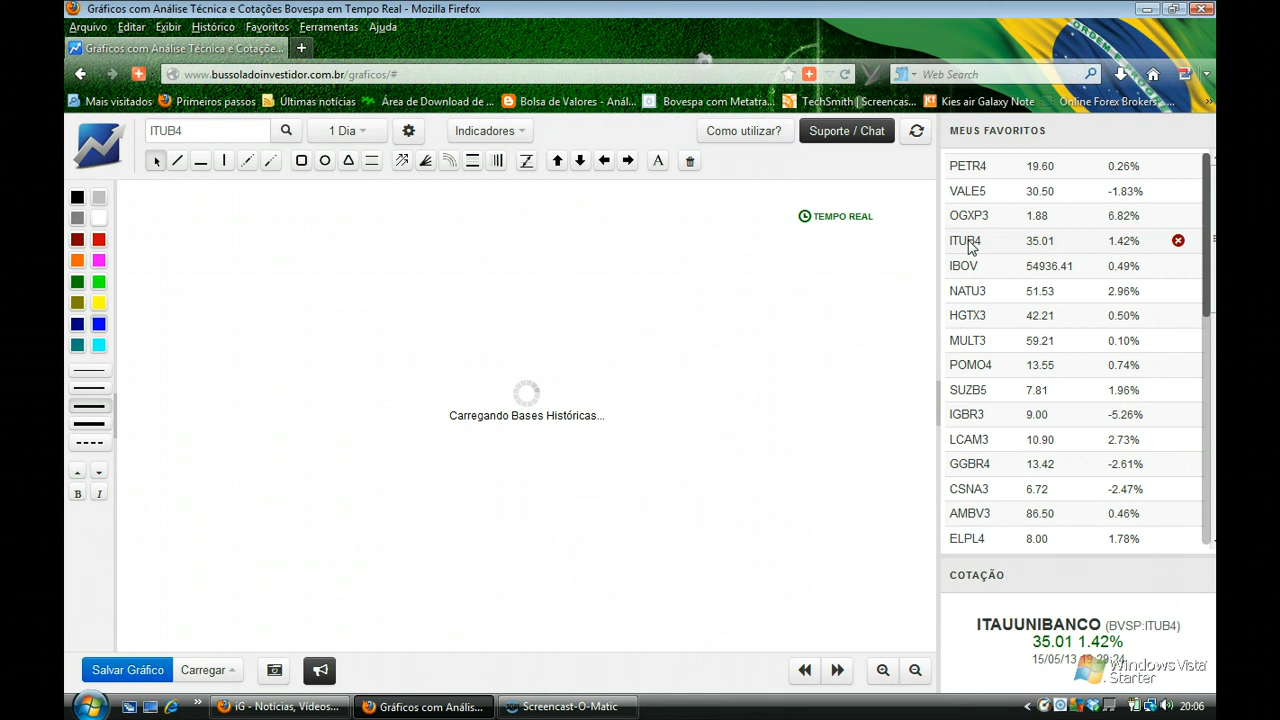 Gráficos com Análise Técnica e Cotações Bovespa em Tempo Real - Mozilla Firefox
Arquivo Editar Exibir Histórico Favoritos Ferramentas Ajuda
Gráficos com Análise Técnica e Cotaçõe...
www.bussoladoinvestidor.com.br/graficos/#
Web Search
Mais visitados Primeiros passos Últimas notícias Área de Download de ... Bolsa de Valores - Anál... Bovespa com Metatra... TechSmith | Screencas... Kies air Galaxy Note Online Forex Brokers ...
ITUB4 1 Dia Indicadores Como utilizar? Suporte / Chat
A
TEMPO REAL
Carregando Bases Históricas...
B I
Salvar Gráfico Carregar
MEUS FAVORITOS
PETR4 19.60 0.26%
VALE5 30.50 -1.83%
OGXP3 1.88 6.82%
ITUB4 35.01 1.42%
IBOV 54936.41 0.49%
NATU3 51.53 2.96%
HGTX3 42.21 0.50%
MULT3 59.21 0.10%
POMO4 13.55 0.74%
SUZB5 7.81 1.96%
IGBR3 9.00 -5.26%
LCAM3 10.90 2.73%
GGBR4 13.42 -2.61%
CSNA3 6.72 -2.47%
AMBV3 86.50 0.46%
ELPL4 8.00 1.78%
COTAÇÃO
ITAUUNIBANCO (BVSP:ITUB4)
35.01 1.42%
15/05/13 19:29:24
Windows Vista
Starter
iG - Notícias, Vídeos... Gráficos com Anális... Screencast-O-Matic 20:06